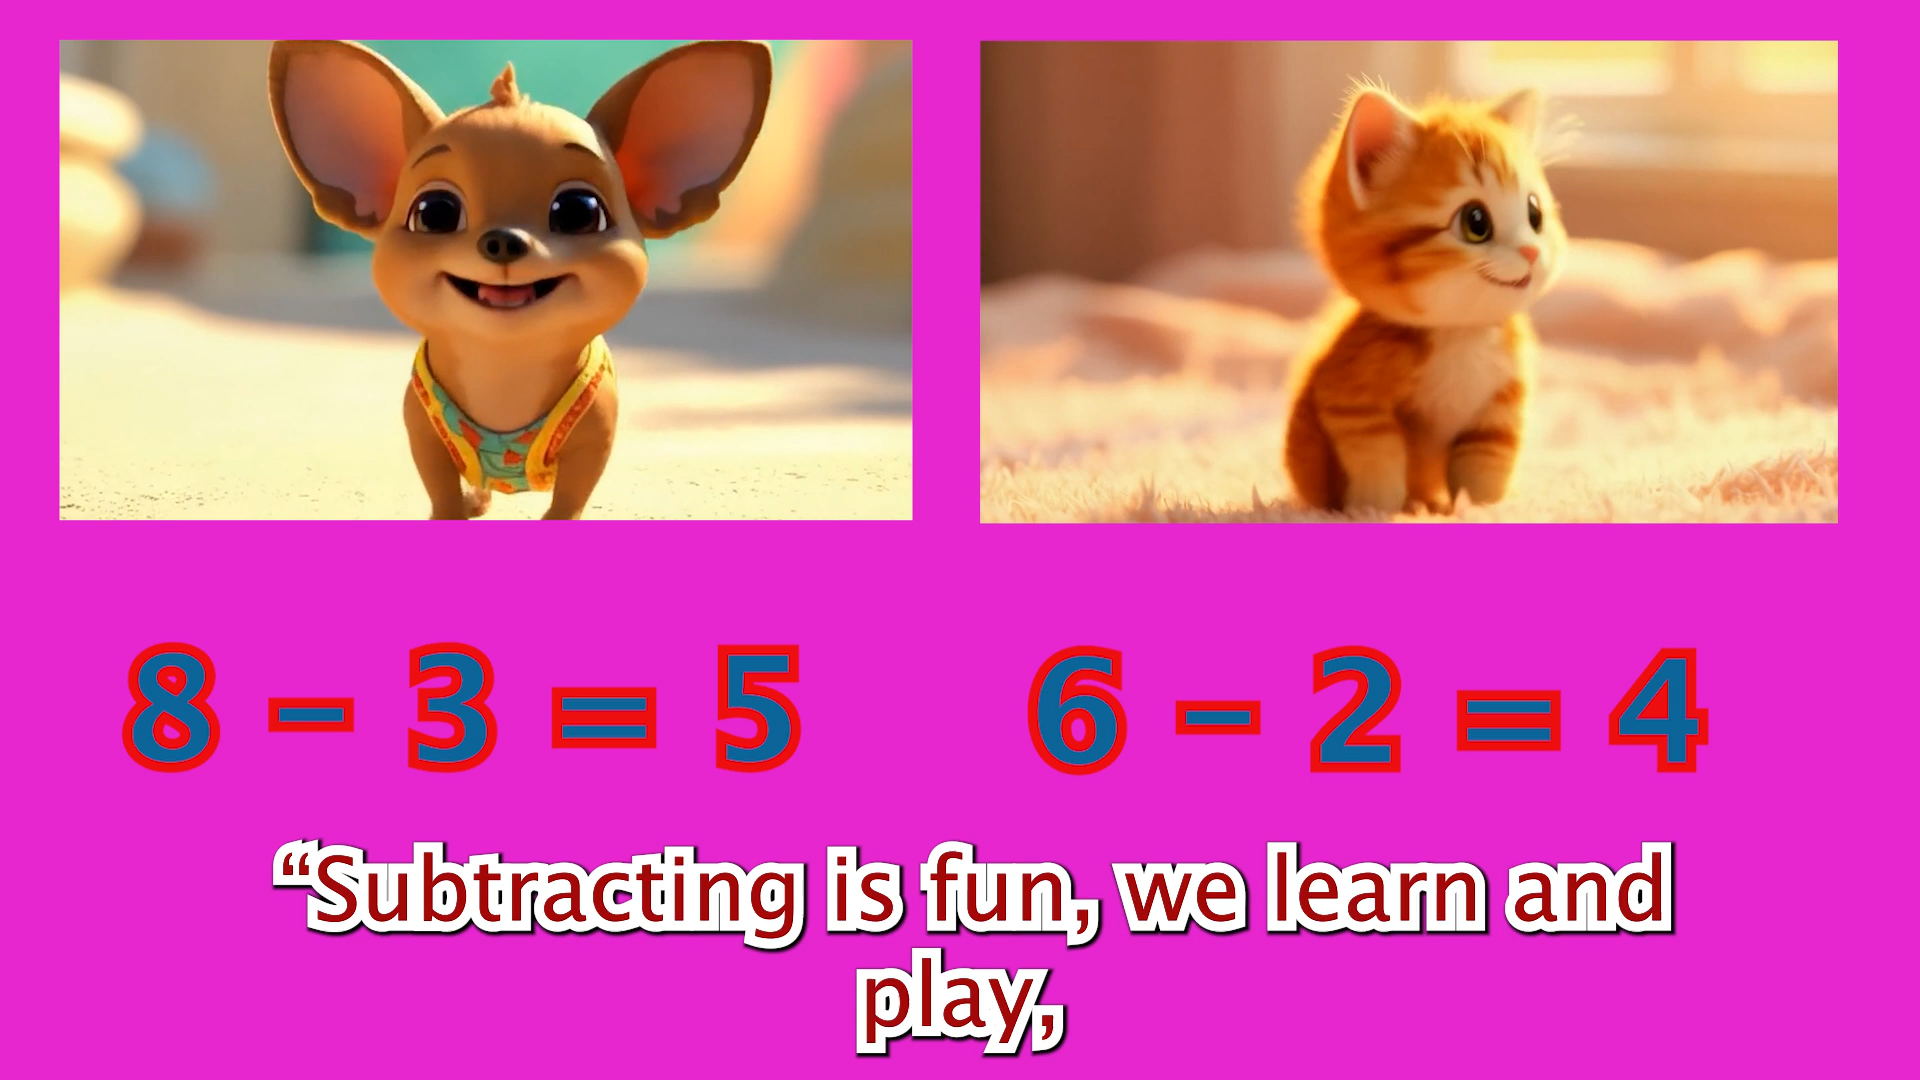 8 – 3 = 5 6 – 2 = 4
“Subtracting is fun, we learn and
play,